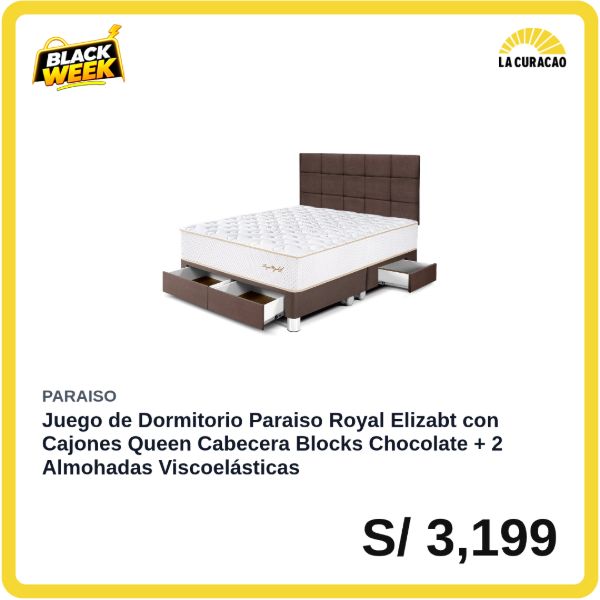 BLACK
WEEK
LA CURACAO
PARAISO
Juego de Dormitorio Paraiso Royal Elizabt con
Cajones Queen Cabecera Blocks Chocolate + 2
Almohadas Viscoelásticas
S/ 3,199